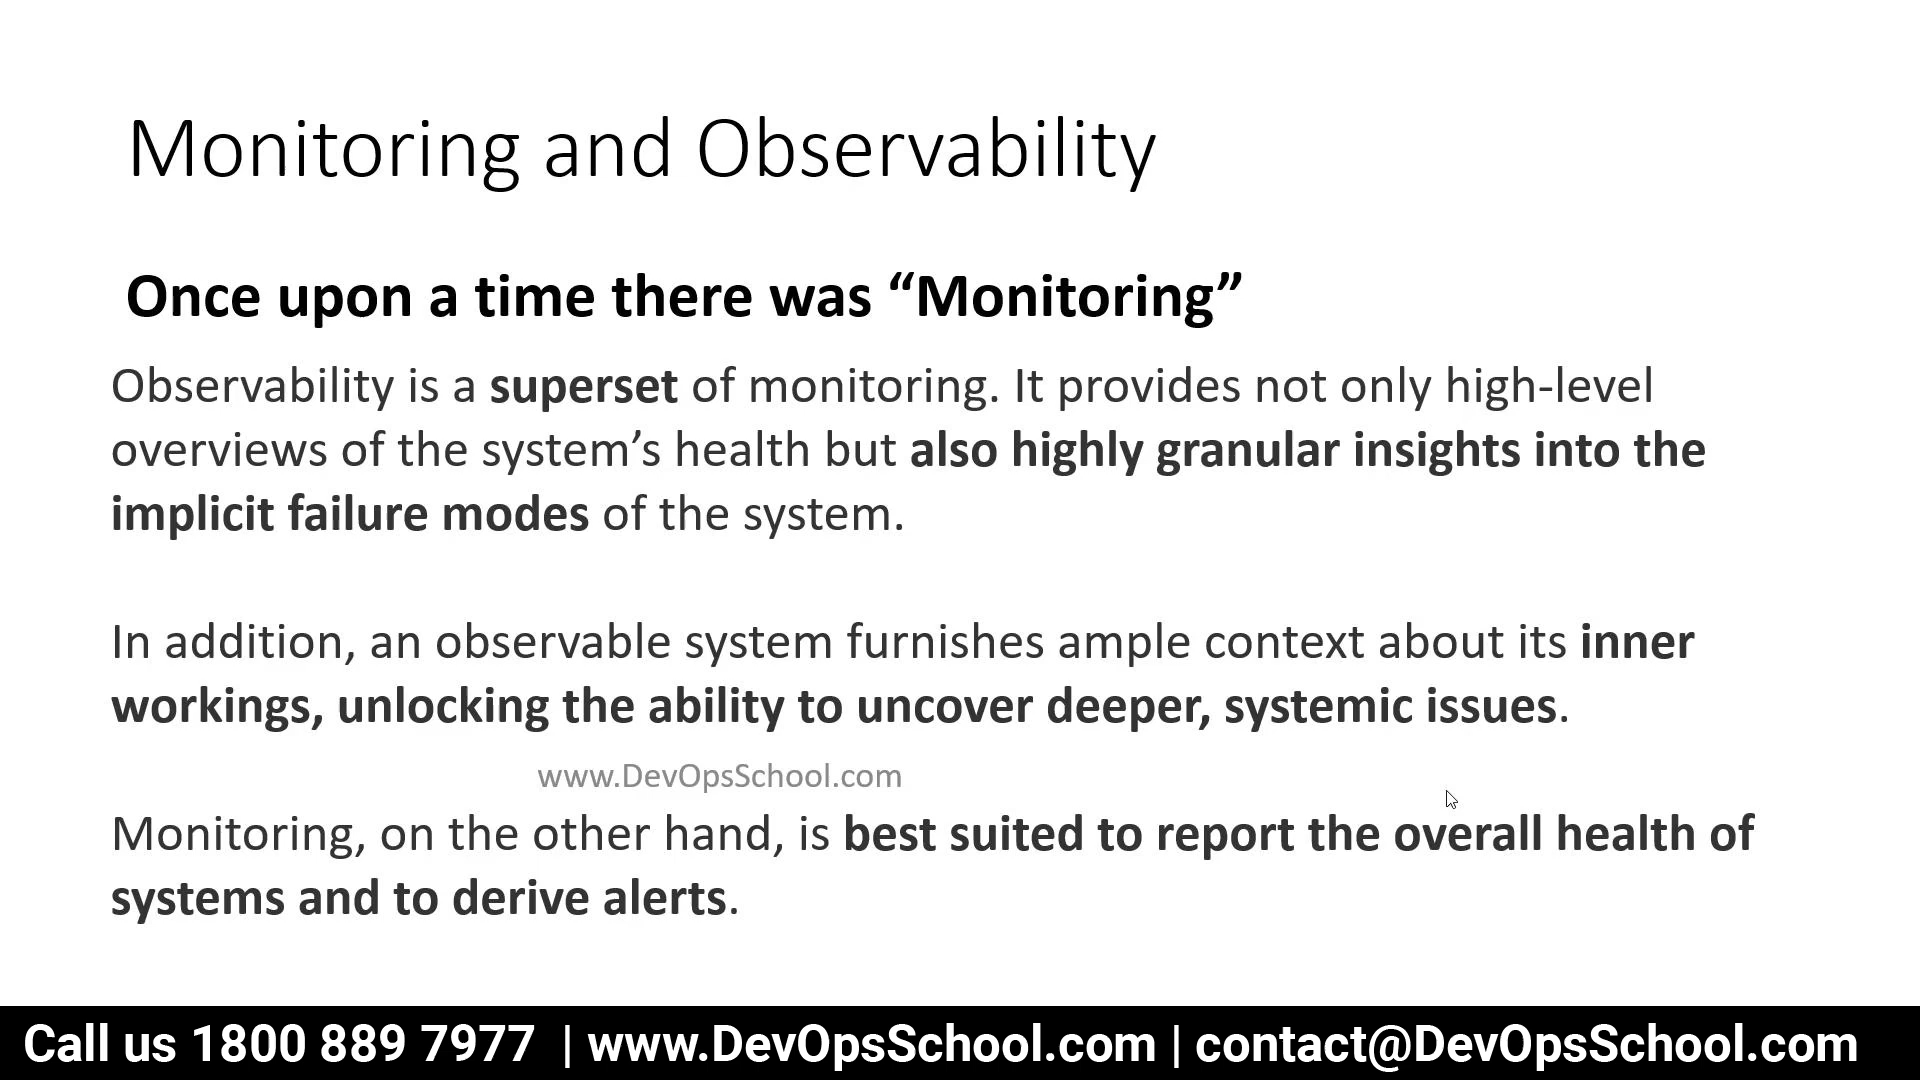 Monitoring and Observability
Once upon a time there was “Monitoring”
Observability is a superset of monitoring. It provides not only high-level
overviews of the system’s health but also highly granular insights into the
implicit failure modes of the system.
In addition, an observable system furnishes ample context about its inner
workings, unlocking the ability to uncover deeper, systemic issues.
www.DevOpsSchool.com
Monitoring, on the other hand, is best suited to report the overall health of
systems and to derive alerts.
Call us 1800 889 7977 | www.DevOpsSchool.com | contact@DevOpsSchool.com